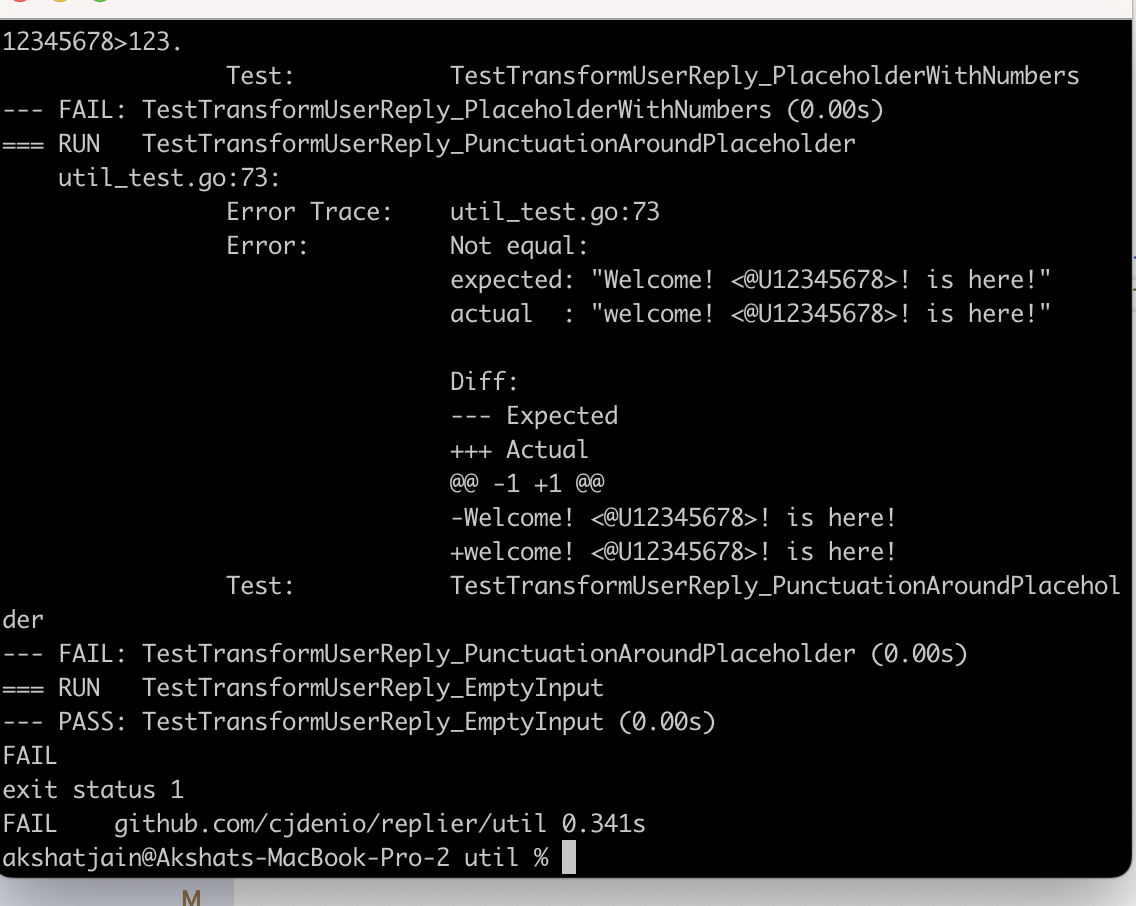 12345678>123.
Test: TestTransformUserReply_PlaceholderWithNumbers
--- FAIL: TestTransformUserReply_PlaceholderWithNumbers (0.00s)
=== RUN   TestTransformUserReply_PunctuationAroundPlaceholder
util_test.go:73:
Error Trace: util_test.go:73
Error: Not equal:
expected: "Welcome! <@U12345678>! is here!"
actual  : "welcome! <@U12345678>! is here!"
Diff:
--- Expected
+++ Actual
@@ -1 +1 @@
-Welcome! <@U12345678>! is here!
+welcome! <@U12345678>! is here!
Test: TestTransformUserReply_PunctuationAroundPlacehol
der
--- FAIL: TestTransformUserReply_PunctuationAroundPlaceholder (0.00s)
=== RUN   TestTransformUserReply_EmptyInput
--- PASS: TestTransformUserReply_EmptyInput (0.00s)
FAIL
exit status 1
FAIL    github.com/cjdenio/replier/util 0.341s
akshatjain@Akshats-MacBook-Pro-2 util %
M